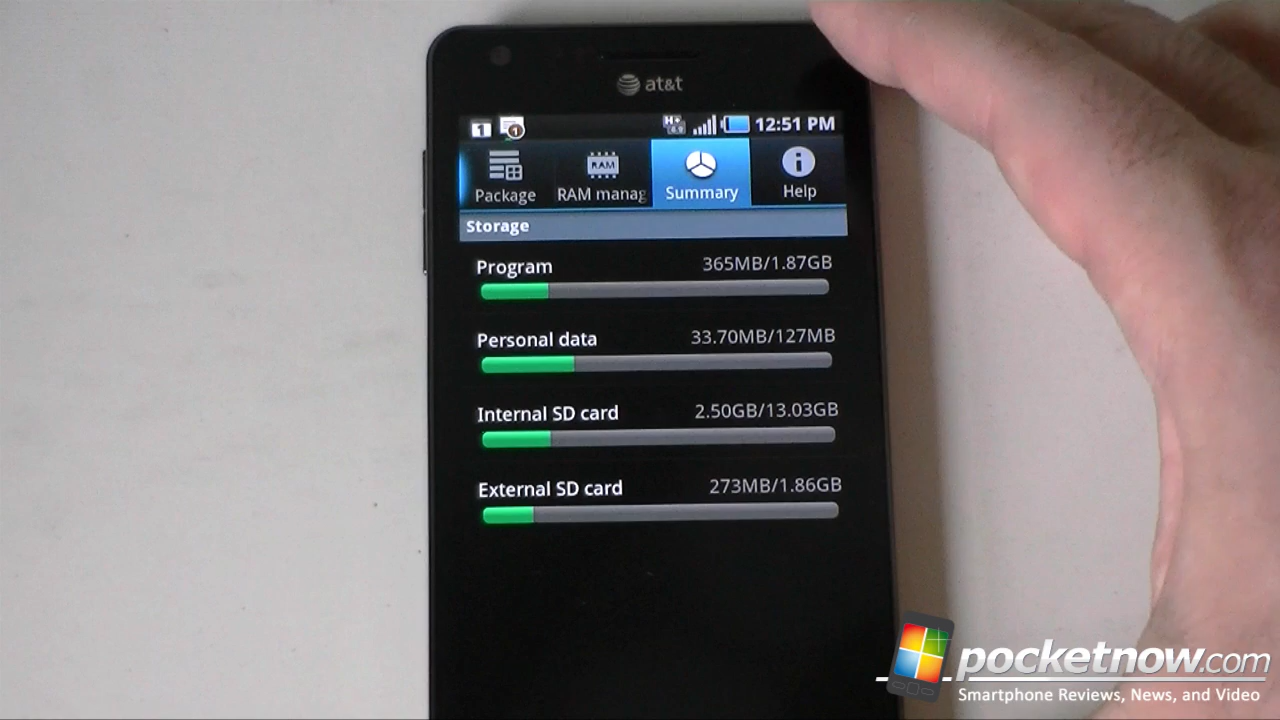 at&t
1 1 H+ 12:51 PM
Package RAM manag Summary Help
RAM
Storage
Program 365MB/1.87GB
Personal data 33.70MB/127MB
Internal SD card 2.50GB/13.03GB
External SD card 273MB/1.86GB
pocketnow.com
Smartphone Reviews, News, and Video